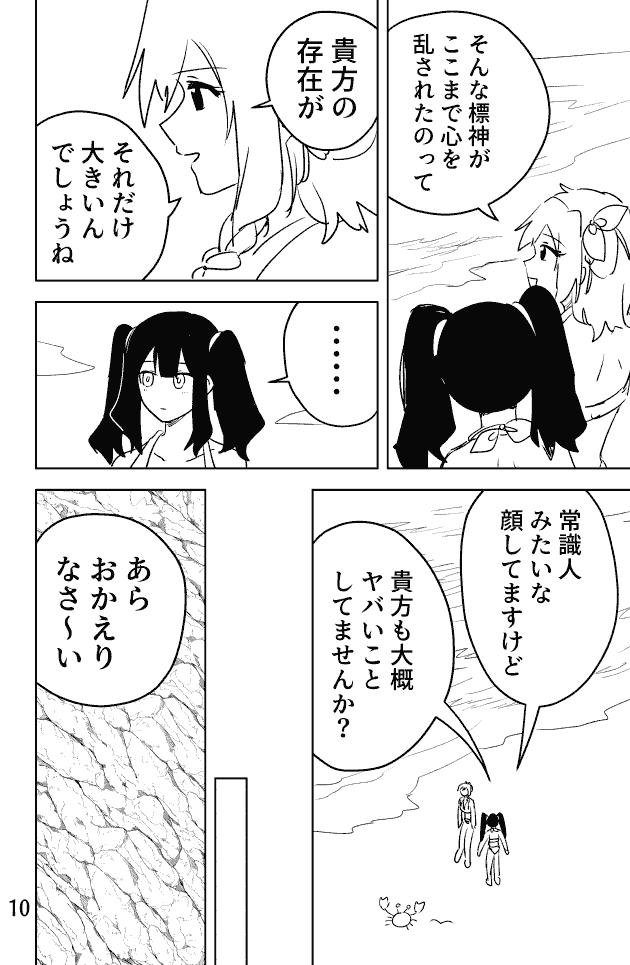 そんな標神が
ここまで心を
乱されたのって
貴方の
存在が
それだけ
大きいん
でしょうね
・・・・
常識人
みたいな
顔してますけど
貴方も大概
ヤバいこと
してませんか？
あら
おかえり
なさ〜い
10